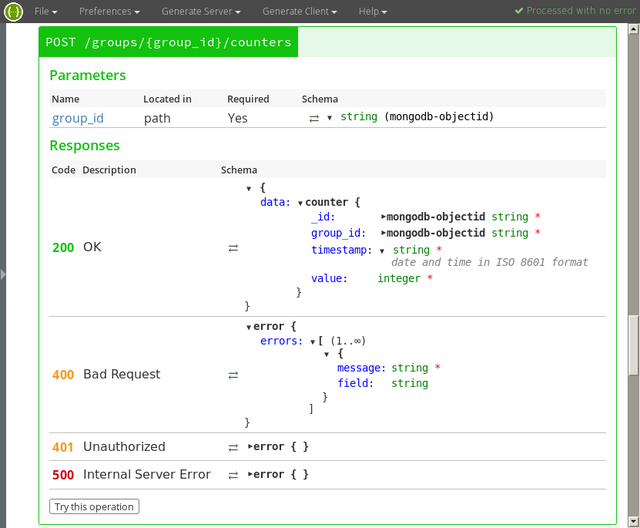 {··}
File
Preferences
Generate Server
Generate Client
Help
✔ Processed with no error
POST /groups/{group_id}/counters
Parameters
Name Located in Required Schema
group_id path Yes ⇄ ▼ string (mongodb-objectid)
Responses
Code Description Schema
▼ {
data: ▼counter {
_id: ►mongodb-objectid string *
group_id: ►mongodb-objectid string *
200 OK ⇄ timestamp: ▼ string *
date and time in ISO 8601 format
value: integer *
}
}
▼error {
errors: ▼[ (1..∞)
▼ {
400 Bad Request ⇄ message: string *
field: string
}
]
}
401 Unauthorized ⇄ ►error { }
500 Internal Server Error ⇄ ►error { }
Try this operation